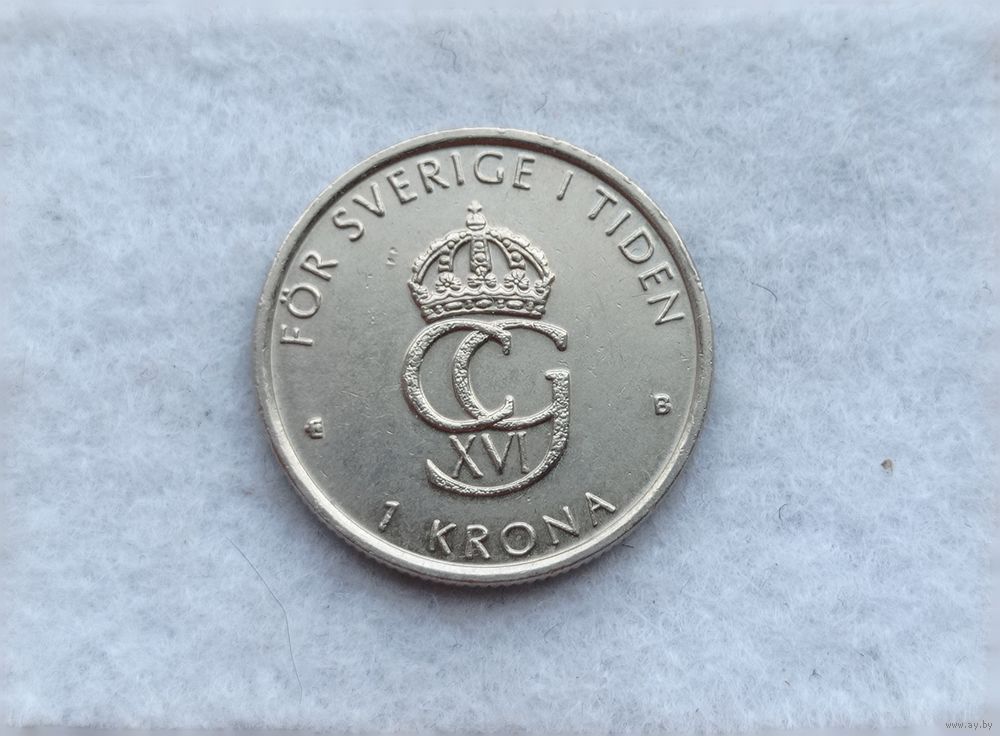 FÖR SVERIGE I TIDEN
CG
XVI
B
1 KRONA
www.ay.by